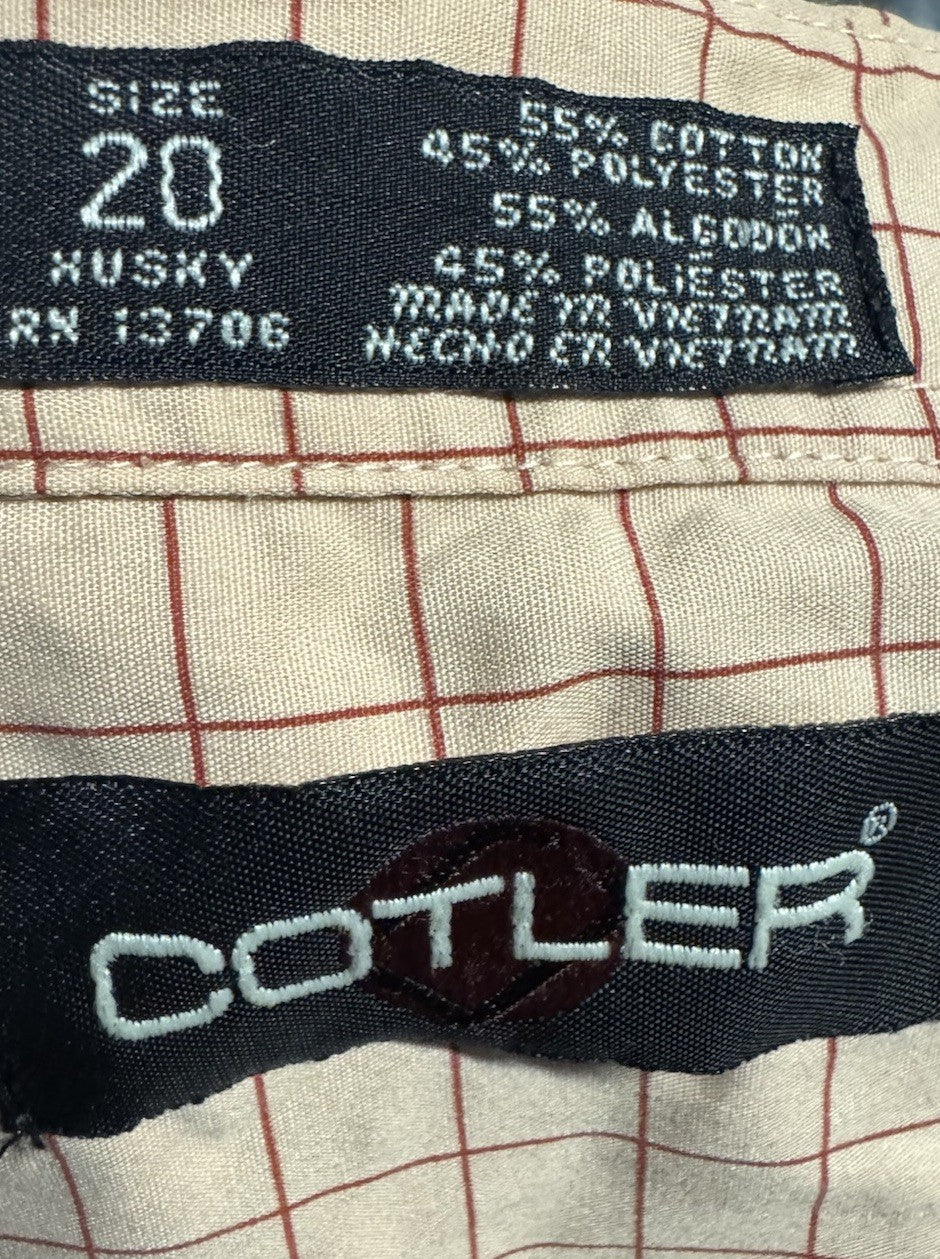 SIZE
20
HUSKY
RN 13706
55% COTTON
45% POLYESTER
55% ALGODON
45% POLIÉSTER
MADE IN VIETNAM
HECHO EN VIETNAM
COTLER®